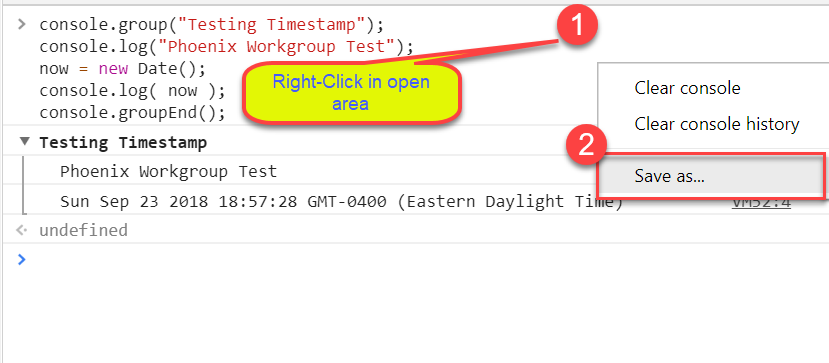 console.group("Testing Timestamp");
console.log("Phoenix Workgroup Test");
now = new Date();
console.log( now );
console.groupEnd();
1
Right-Click in open
area
Clear console
Clear console history
2
Save as...
Testing Timestamp
Phoenix Workgroup Test
Sun Sep 23 2018 18:57:28 GMT-0400 (Eastern Daylight Time) VM52:4
undefined